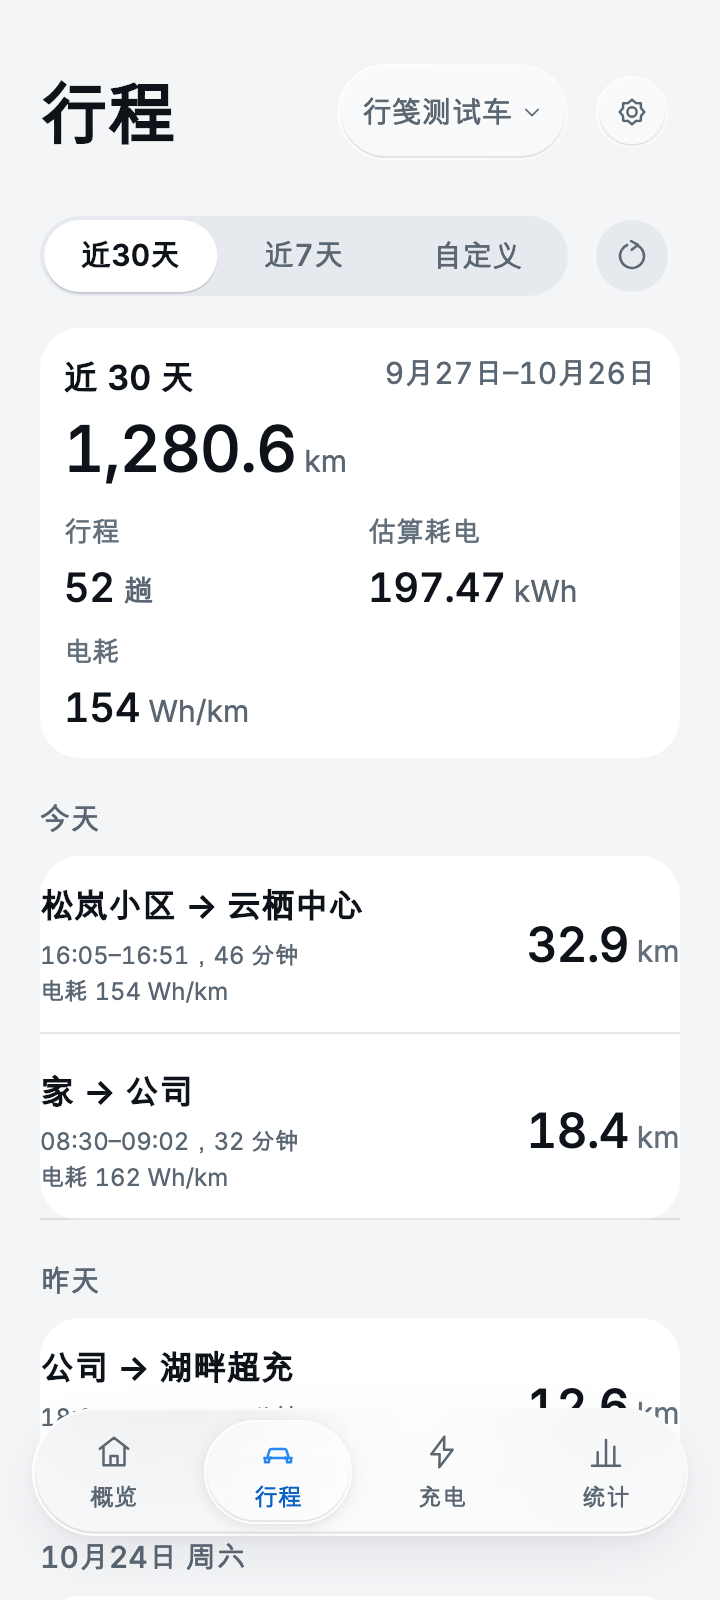 行程
行笺测试车
近30天 近7天 自定义
近 30 天 9月27日–10月26日
1,280.6 km
行程 估算耗电
52 趟 197.47 kWh
电耗
154 Wh/km
今天
松岚小区 → 云栖中心
16:05–16:51，46 分钟
32.9 km
电耗 154 Wh/km
家 → 公司
08:30–09:02，32 分钟
18.4 km
电耗 162 Wh/km
昨天
公司 → 湖畔超充
12.6 km
概览 行程 充电 统计
10月24日 周六